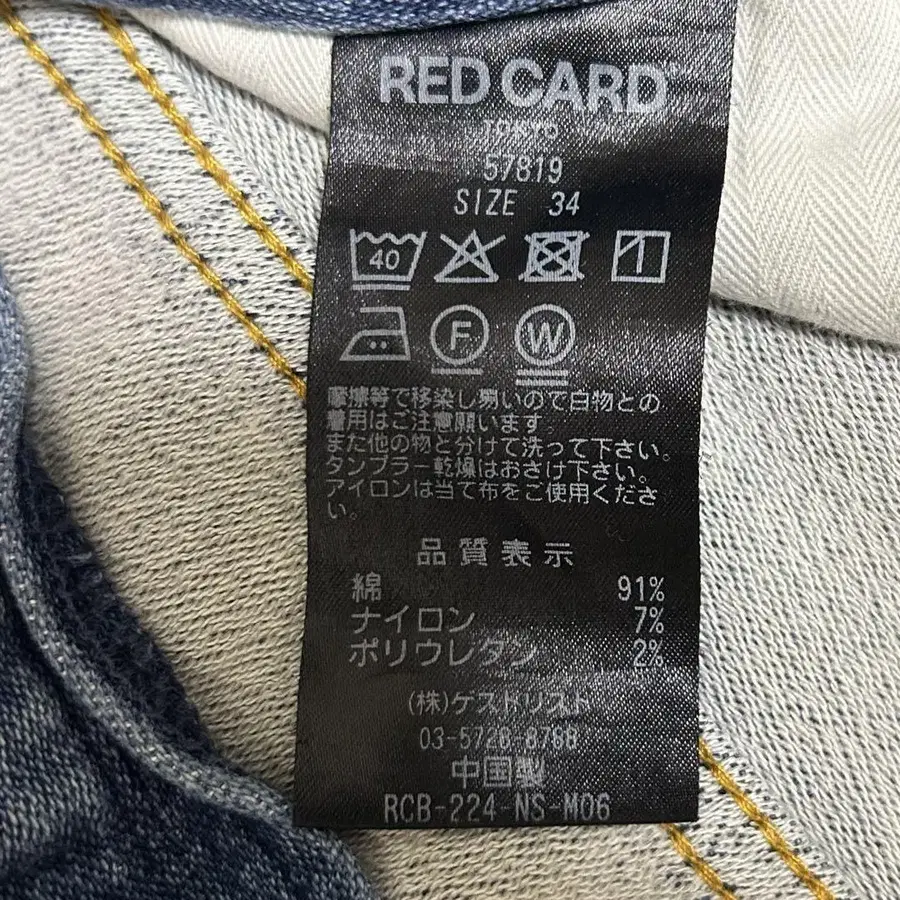 RED CARD
TOKYO
57819
SIZE 34
40
F W
摩擦等で移染し易いので白物との
着用はご注意願います。
また他の物と分けて洗って下さい。
タンブラー乾燥はおさけ下さい。
アイロンは当て布をご使用くださ
い。
品質表示
綿 91%
ナイロン 7%
ポリウレタン 2%
(株)ゲストリスト
03-5728-8788
中国製
RCB-224-NS-M06